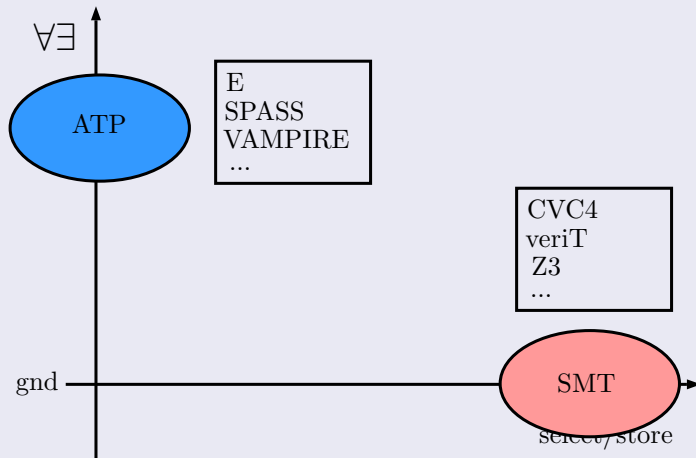 ∀∃
ATP
E
SPASS
VAMPIRE
...
CVC4
veriT
Z3
...
gnd
SMT
select/store